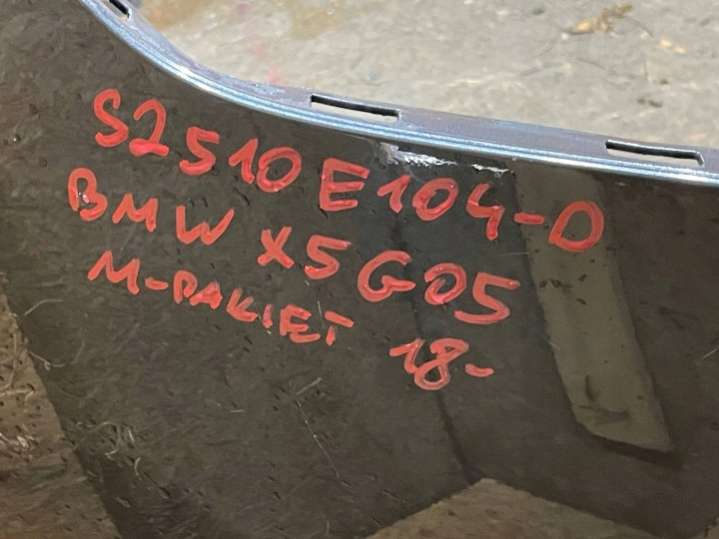 S2510E104-D
BMW X5 G05
M-PAKIET 18-